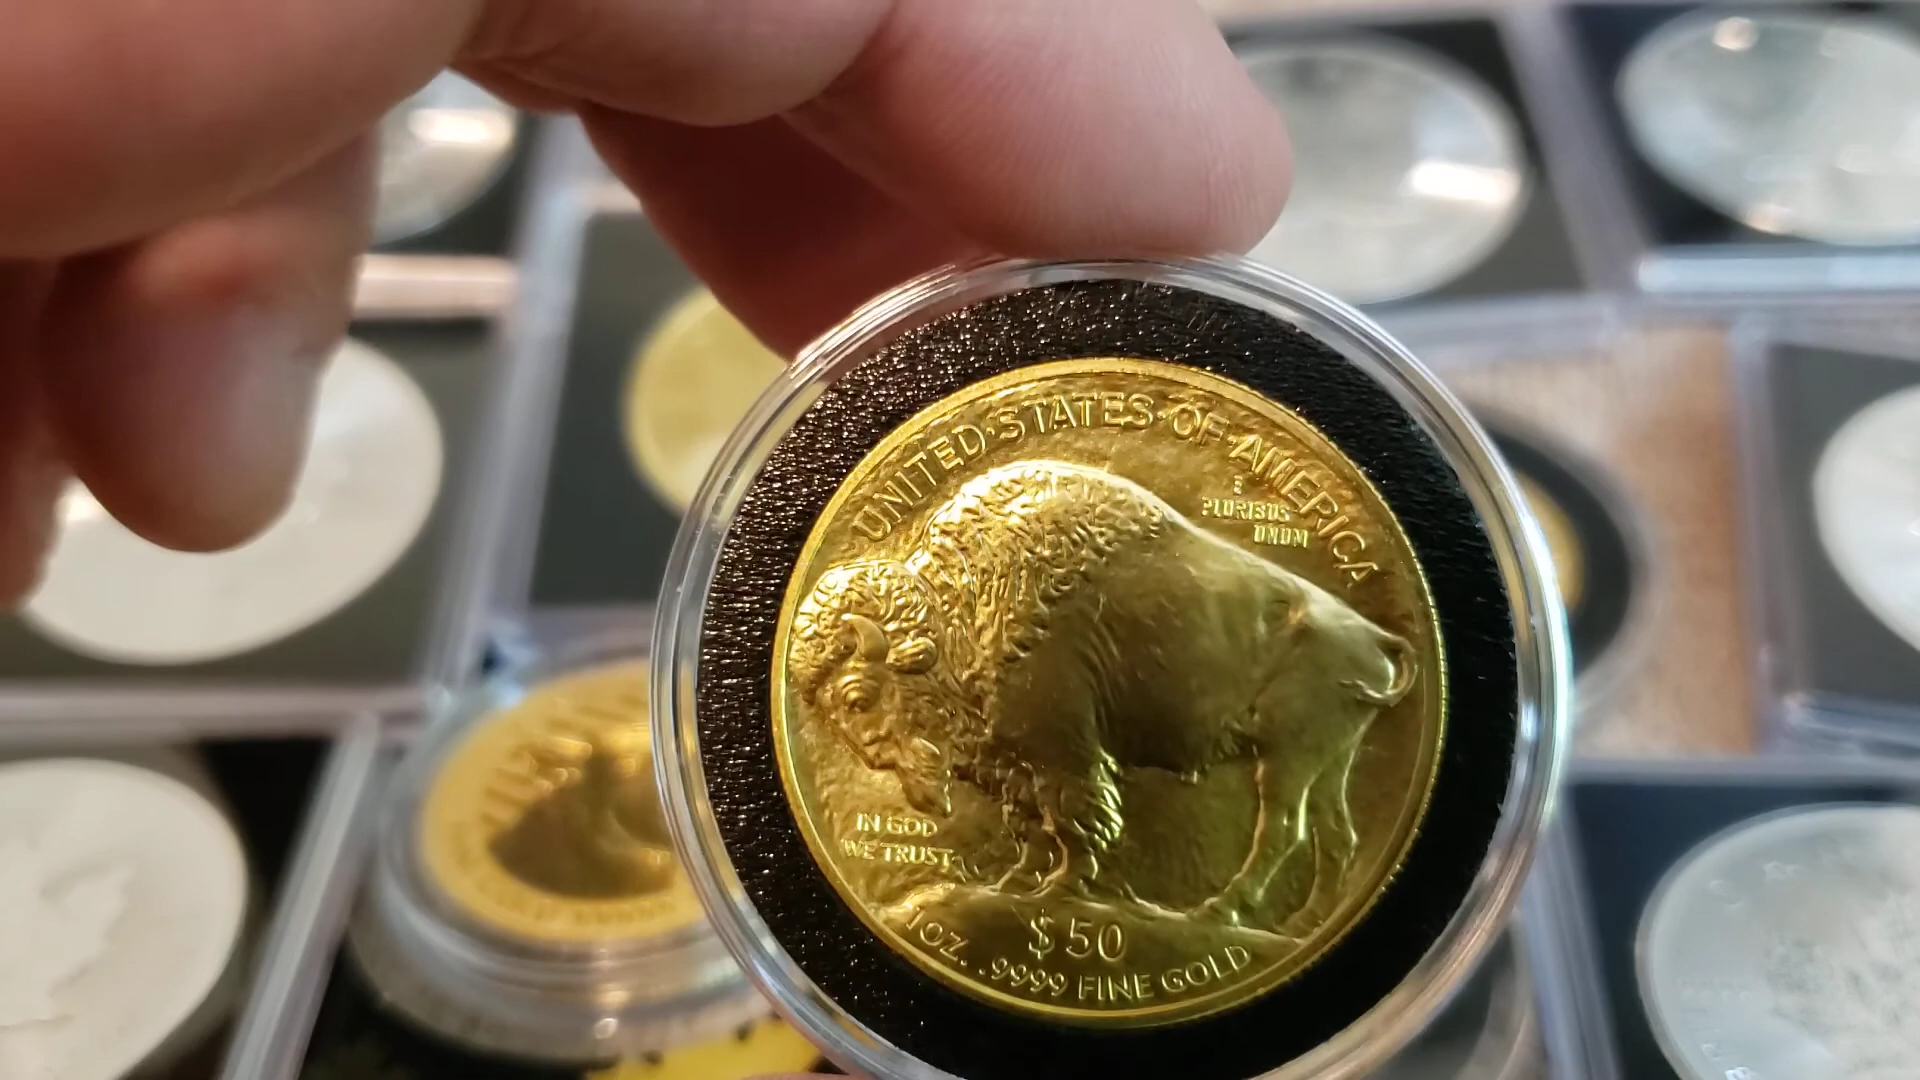 UNITED·STATES·OF·AMERICA
E
PLURIBUS
UNUM
IN GOD
WE TRUST
$50
1 OZ. .9999 FINE GOLD